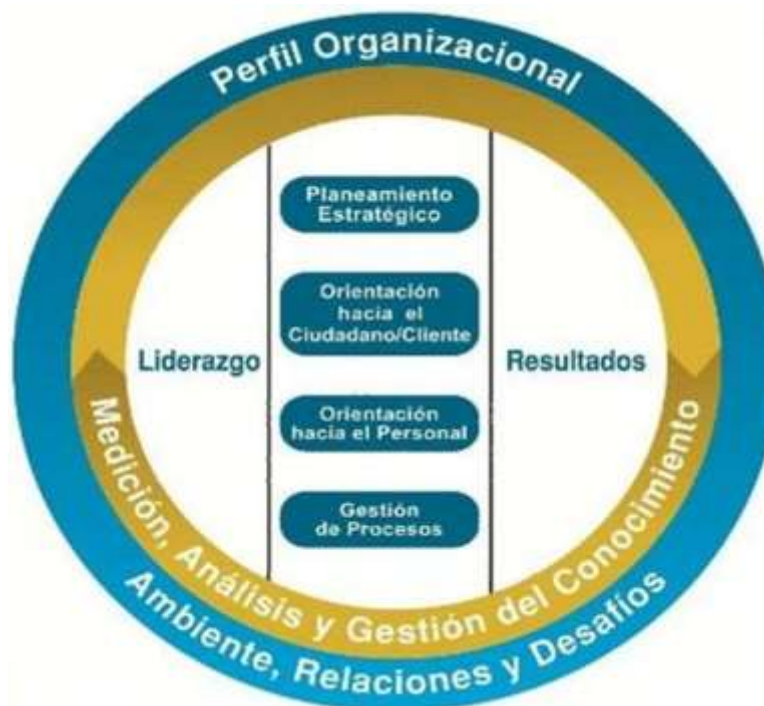 Perfil Organizacional
Planeamiento
Estratégico
Orientación
hacia el
Ciudadano/Cliente
Liderazgo
Resultados
Orientación
hacia el Personal
Gestión
de Procesos
Medición, Análisis y Gestión del Conocimiento
Ambiente, Relaciones y Desafíos